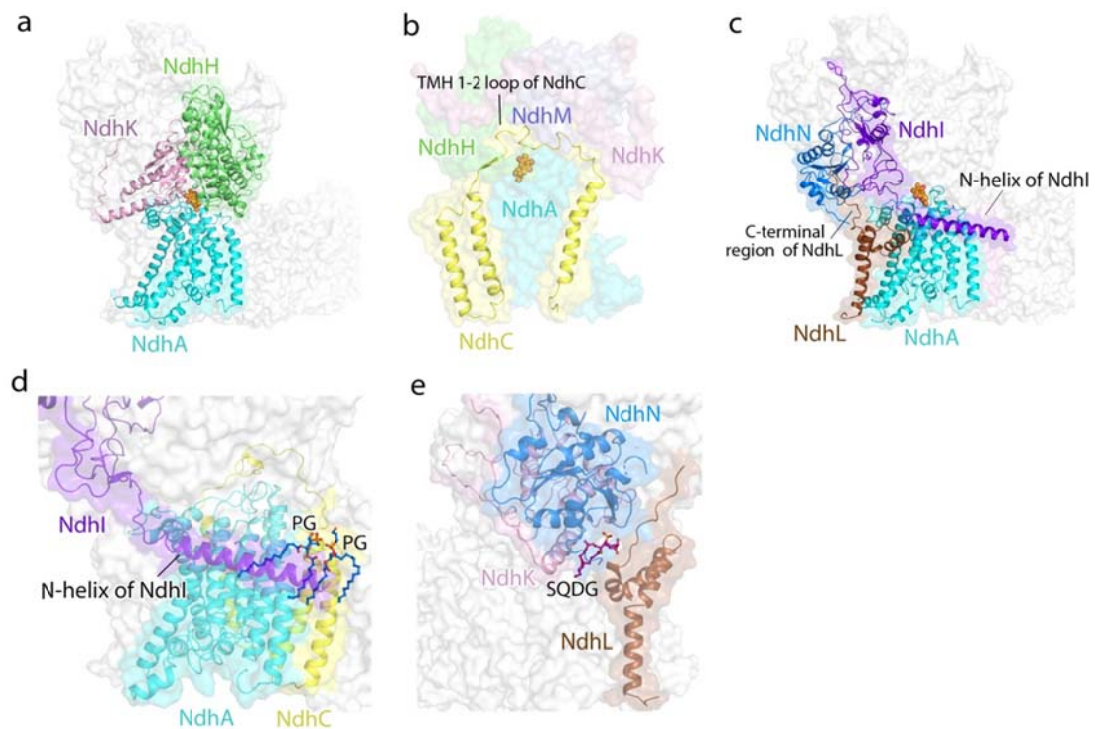 a
NdhH
NdhK
NdhA
b
TMH 1-2 loop of NdhC
NdhM
NdhH
NdhK
NdhA
NdhC
c
NdhN
NdhI
N-helix of NdhI
C-terminal
region of NdhL
NdhL
NdhA
d
PG
PG
NdhI
N-helix of NdhI
NdhA
NdhC
e
NdhN
NdhK
SQDG
NdhL